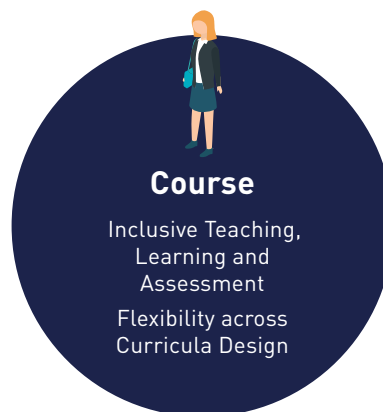 Course
Inclusive Teaching,
Learning and
Assessment
Flexibility across
Curricula Design